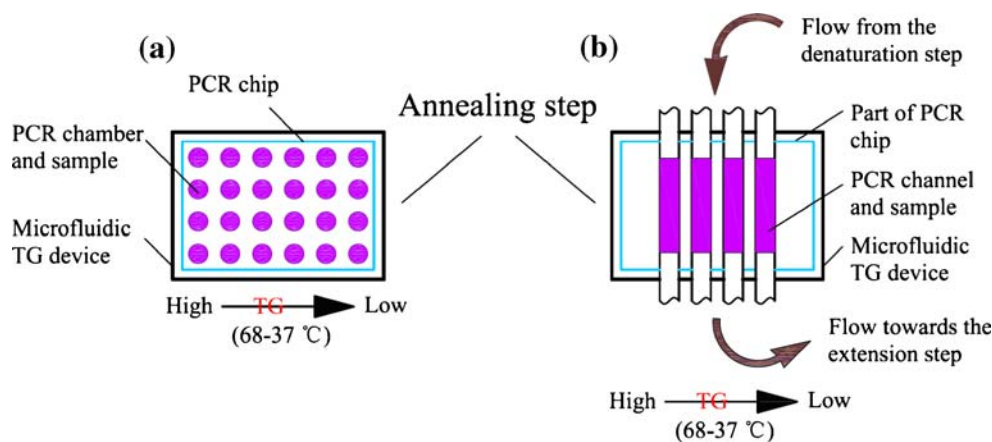 (a)
PCR chip
PCR chamber
and sample
Microfluidic
TG device
High TG Low
(68-37 ℃)
Annealing step
(b)
Flow from the
denaturation step
Part of PCR
chip
PCR channel
and sample
Microfluidic
TG device
Flow towards the
extension step
High TG Low
(68-37 ℃)